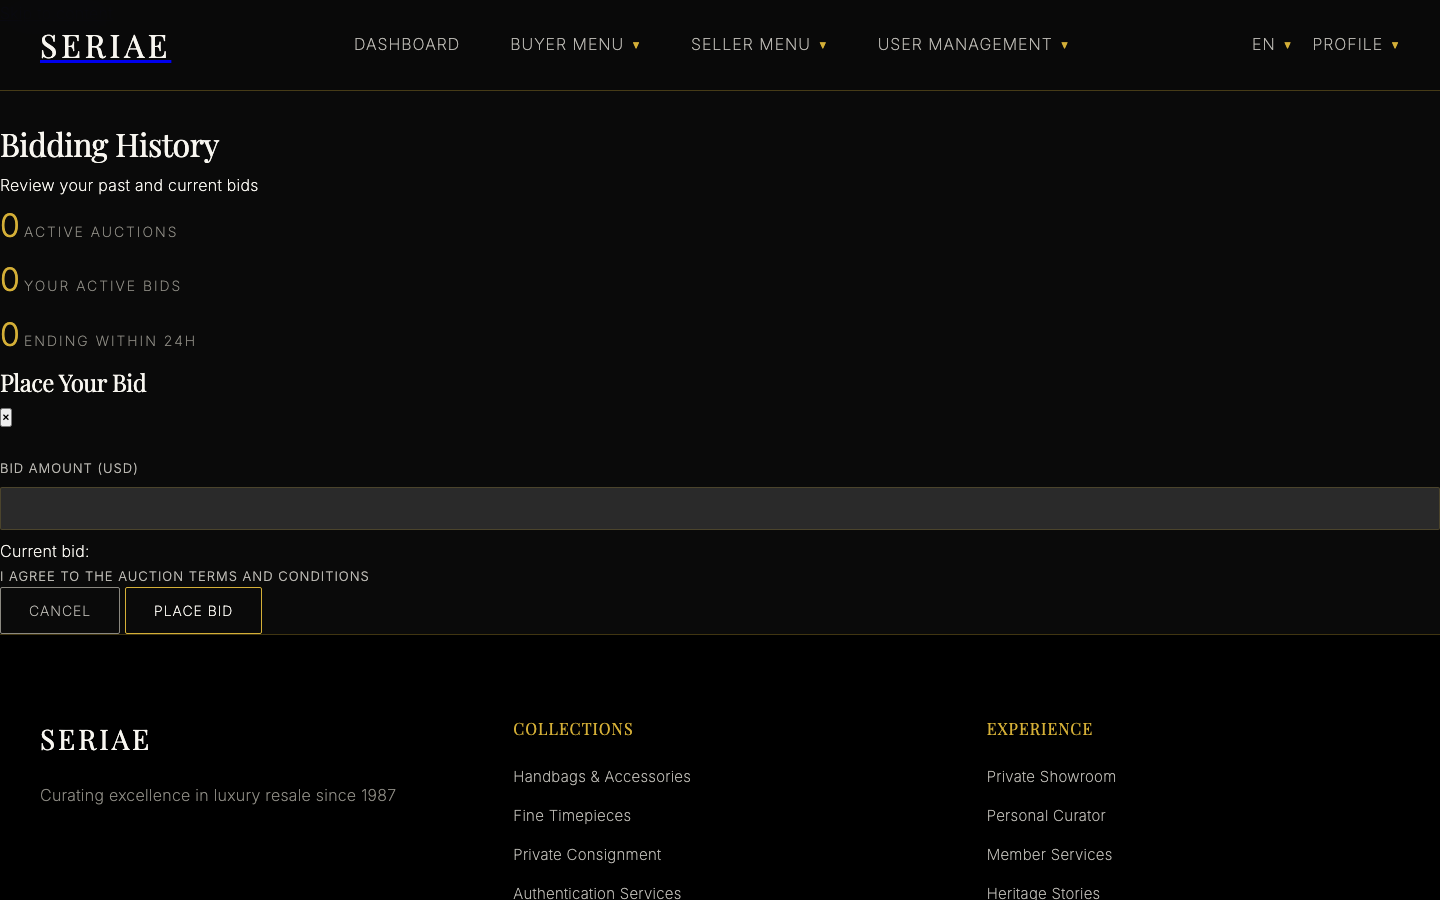 SERIAE
DASHBOARD
BUYER MENU ▼
SELLER MENU ▼
USER MANAGEMENT ▼
EN ▼
PROFILE ▼
Bidding History
Review your past and current bids
0 ACTIVE AUCTIONS
0 YOUR ACTIVE BIDS
0 ENDING WITHIN 24H
Place Your Bid
×
BID AMOUNT (USD)
Current bid:
I AGREE TO THE AUCTION TERMS AND CONDITIONS
CANCEL
PLACE BID
SERIAE
Curating excellence in luxury resale since 1987
COLLECTIONS
Handbags & Accessories
Fine Timepieces
Private Consignment
Authentication Services
EXPERIENCE
Private Showroom
Personal Curator
Member Services
Heritage Stories